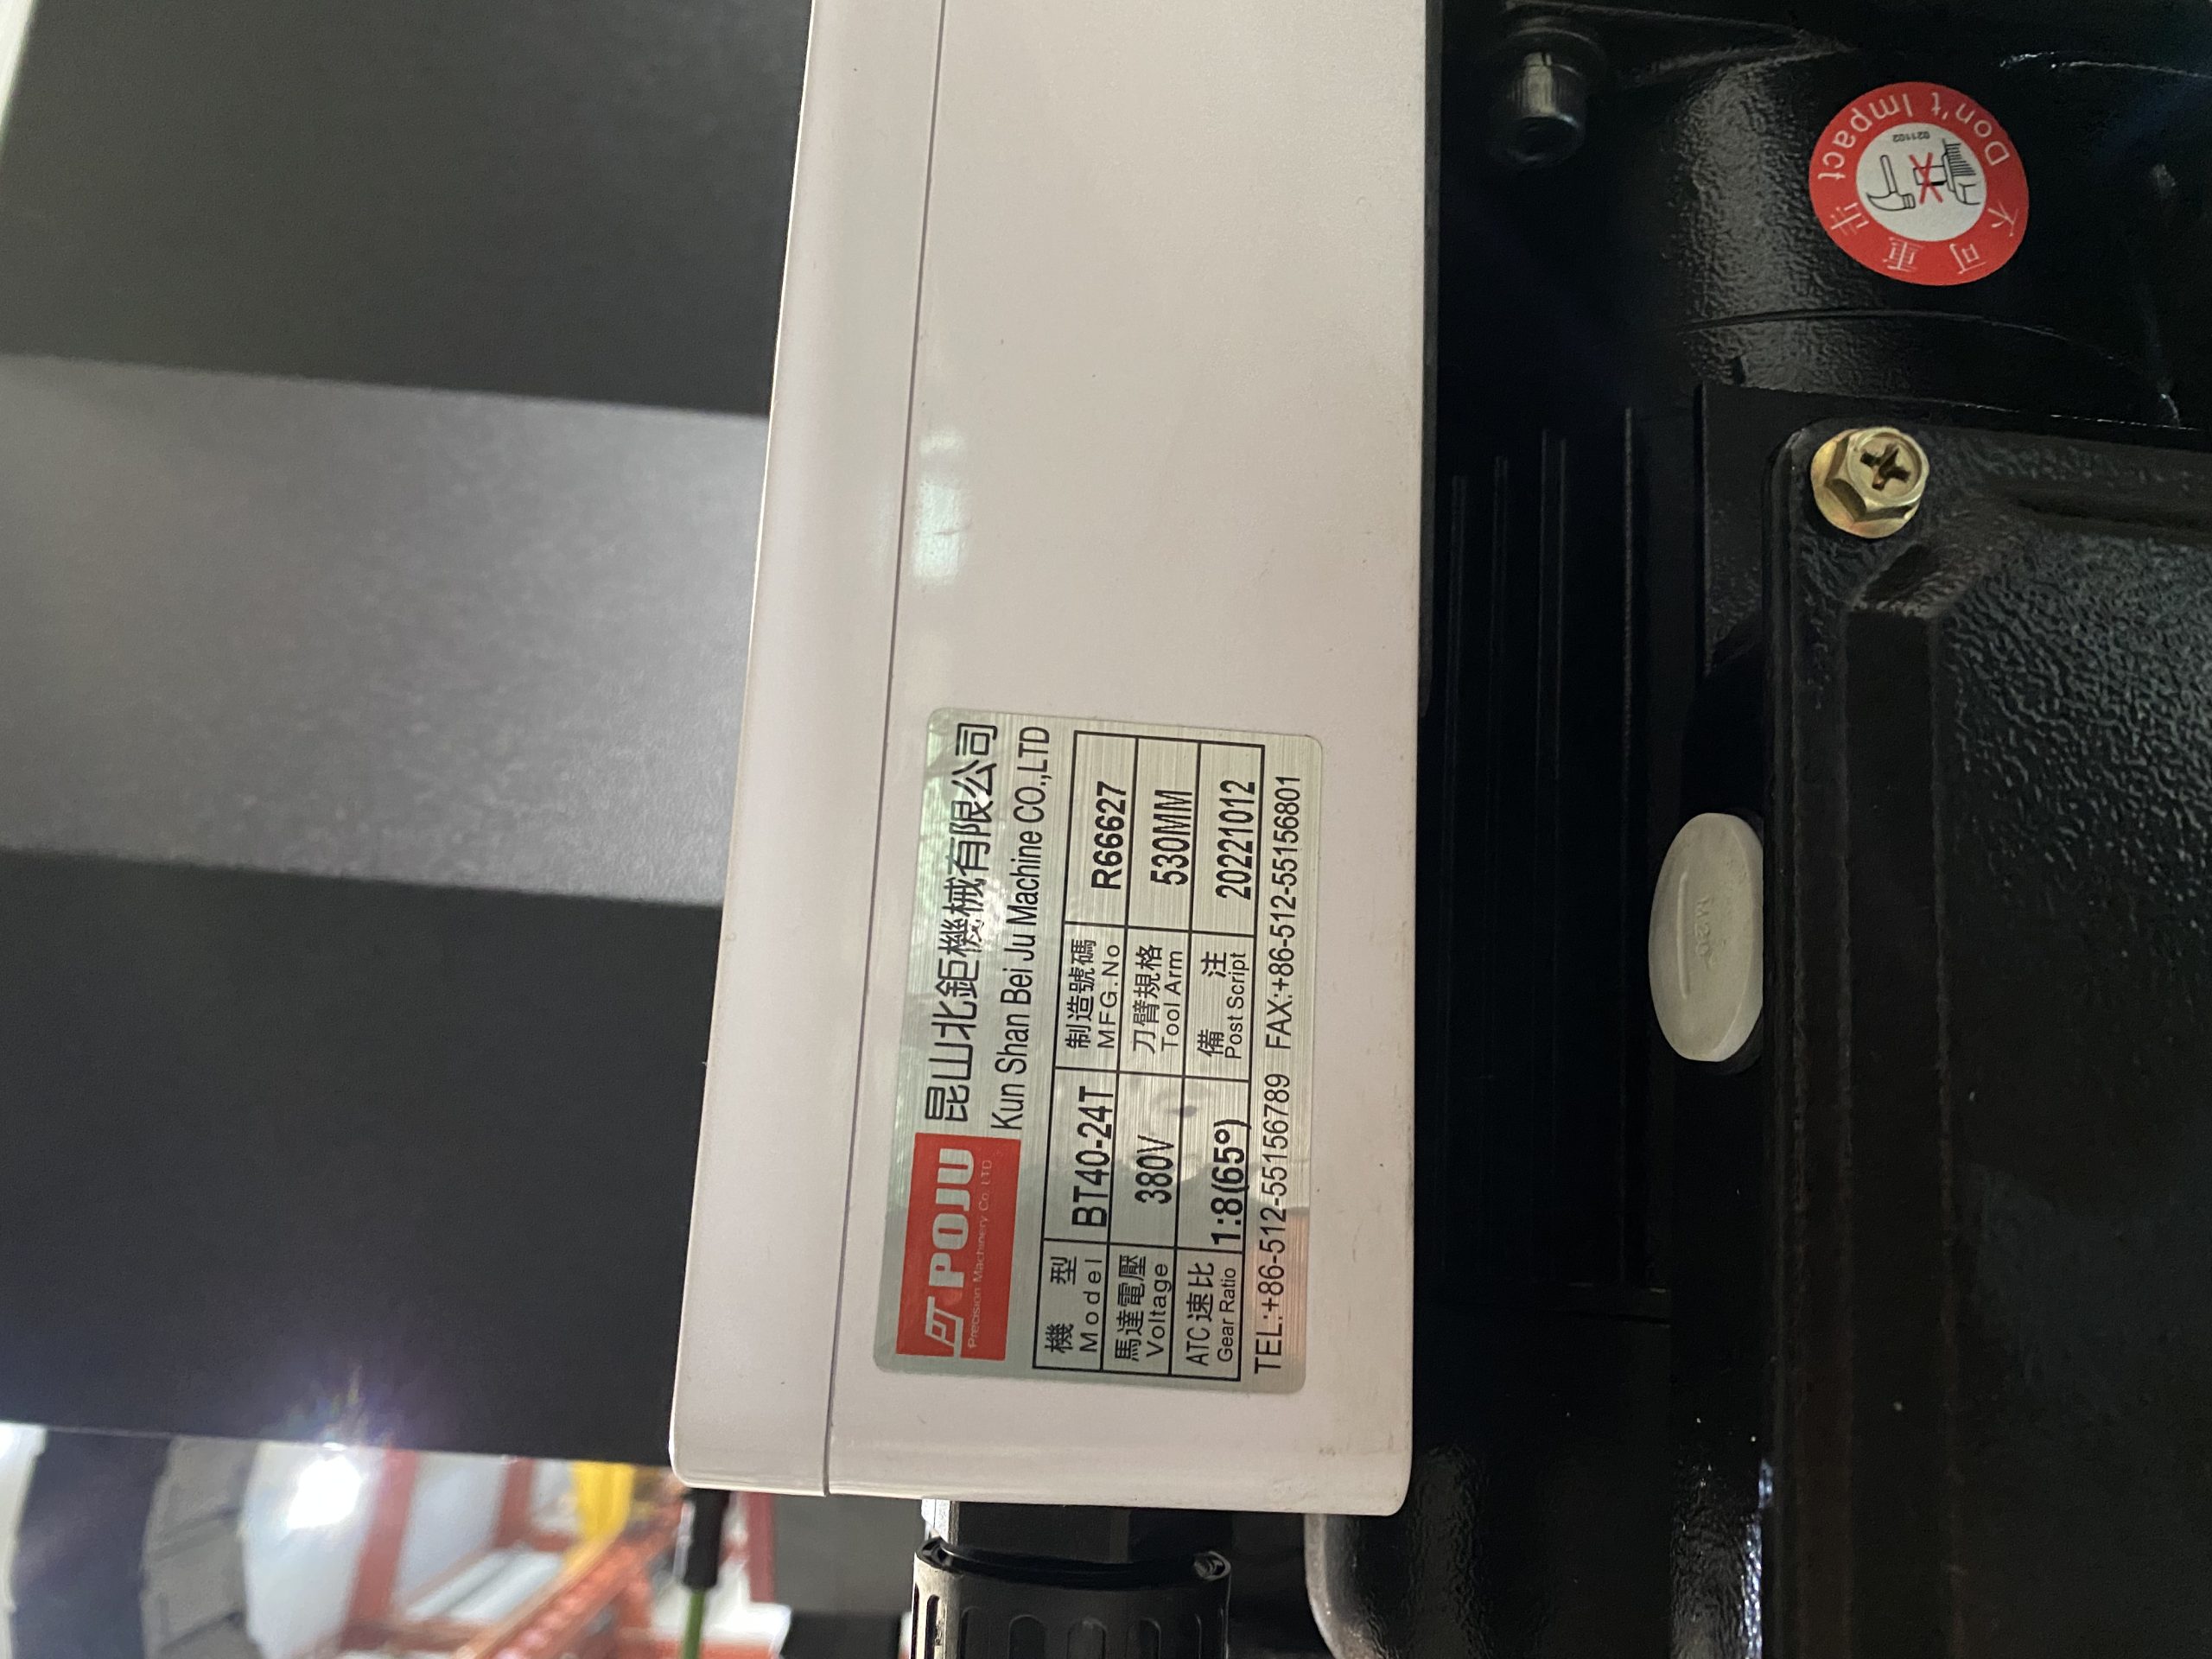 POJU
Precision Machinery Co. LTD
昆山北鉅機械有限公司
Kun Shan Bei Ju Machine CO.,LTD
機 型 BT40-24T 制造號碼 R66627
Model MFG.No
馬達電壓 380V 刀臂規格 530MM
Voltage Tool Arm
ATC速比 1:8(65°) 備 注 20221012
Gear Ratio Post Script
TEL:+86-512-55156789 FAX:+86-512-55156801
Don't Impact
021102
不可重击